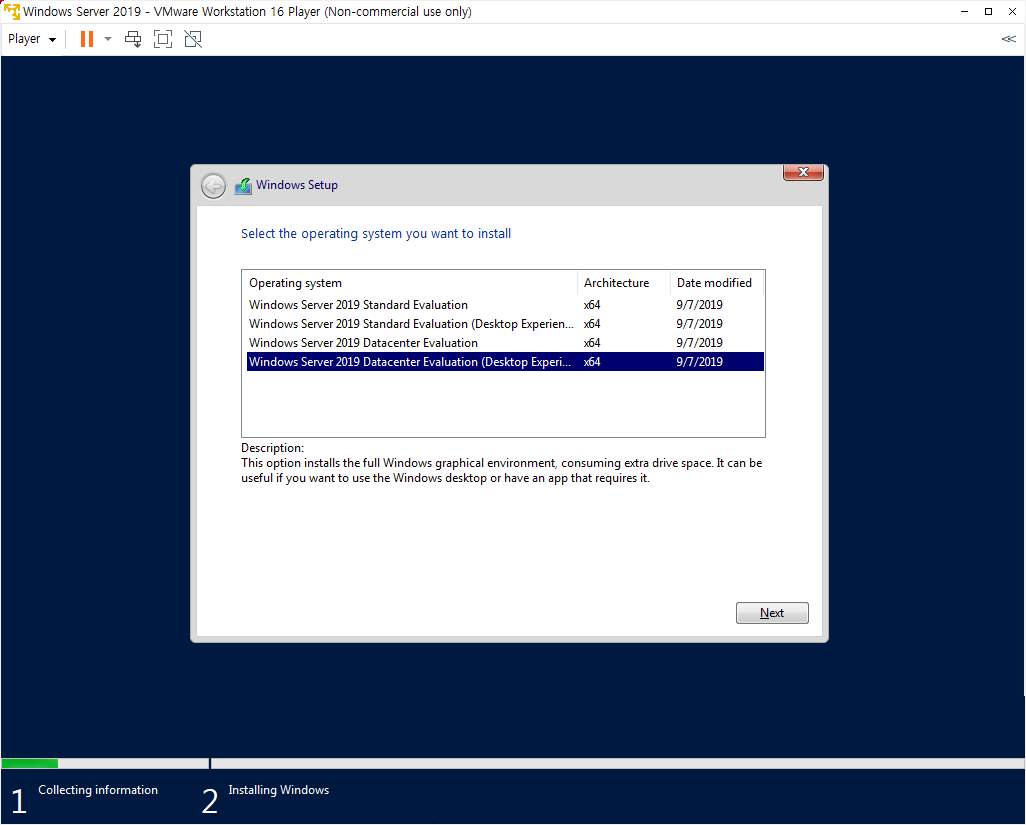 Windows Server 2019 - VMware Workstation 16 Player (Non-commercial use only)
Player
Windows Setup
Select the operating system you want to install
Operating system Architecture Date modified
Windows Server 2019 Standard Evaluation x64 9/7/2019
Windows Server 2019 Standard Evaluation (Desktop Experien... x64 9/7/2019
Windows Server 2019 Datacenter Evaluation x64 9/7/2019
Windows Server 2019 Datacenter Evaluation (Desktop Experi... x64 9/7/2019
Description:
This option installs the full Windows graphical environment, consuming extra drive space. It can be
useful if you want to use the Windows desktop or have an app that requires it.
Next
1 Collecting information 2 Installing Windows